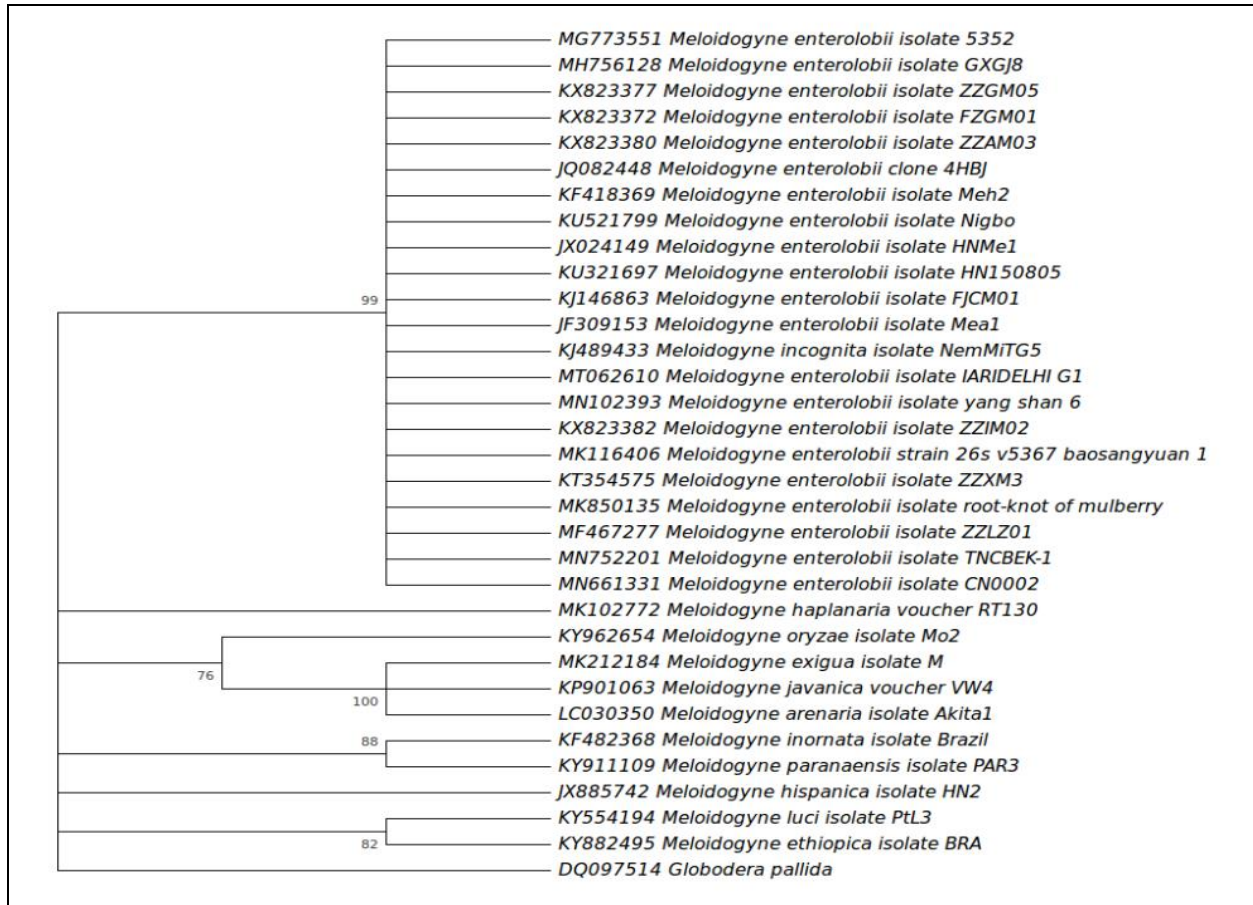 MG773551 Meloidogyne enterolobii isolate 5352
MH756128 Meloidogyne enterolobii isolate GXGJ8
KX823377 Meloidogyne enterolobii isolate ZZGM05
KX823372 Meloidogyne enterolobii isolate FZGM01
KX823380 Meloidogyne enterolobii isolate ZZAM03
JQ082448 Meloidogyne enterolobii clone 4HBJ
KF418369 Meloidogyne enterolobii isolate Meh2
KU521799 Meloidogyne enterolobii isolate Nigbo
JX024149 Meloidogyne enterolobii isolate HNMe1
KU321697 Meloidogyne enterolobii isolate HN150805
99
KJ146863 Meloidogyne enterolobii isolate FJCM01
JF309153 Meloidogyne enterolobii isolate Mea1
KJ489433 Meloidogyne incognita isolate NemMiTG5
MT062610 Meloidogyne enterolobii isolate IARIDELHI G1
MN102393 Meloidogyne enterolobii isolate yang shan 6
KX823382 Meloidogyne enterolobii isolate ZZIM02
MK116406 Meloidogyne enterolobii strain 26s v5367 baosangyuan 1
KT354575 Meloidogyne enterolobii isolate ZZXM3
MK850135 Meloidogyne enterolobii isolate root-knot of mulberry
MF467277 Meloidogyne enterolobii isolate ZZLZ01
MN752201 Meloidogyne enterolobii isolate TNCBEK-1
MN661331 Meloidogyne enterolobii isolate CN0002
MK102772 Meloidogyne haplanaria voucher RT130
KY962654 Meloidogyne oryzae isolate Mo2
MK212184 Meloidogyne exigua isolate M
76
KP901063 Meloidogyne javanica voucher VW4
100
LC030350 Meloidogyne arenaria isolate Akita1
88
KF482368 Meloidogyne inornata isolate Brazil
KY911109 Meloidogyne paranaensis isolate PAR3
JX885742 Meloidogyne hispanica isolate HN2
KY554194 Meloidogyne luci isolate PtL3
82
KY882495 Meloidogyne ethiopica isolate BRA
DQ097514 Globodera pallida